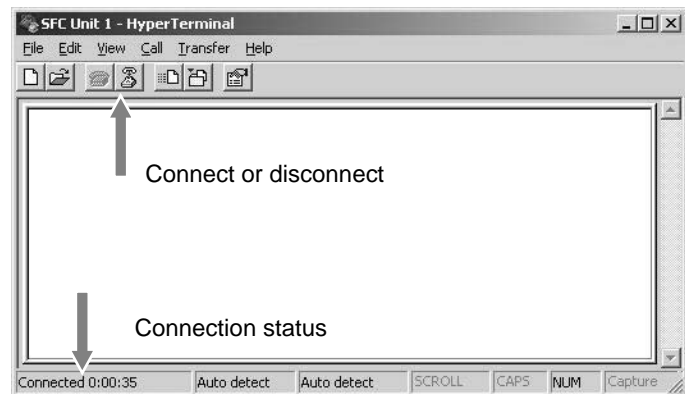 SFC Unit 1 - HyperTerminal
File Edit View Call Transfer Help
Connect or disconnect
Connection status
Connected 0:00:35 Auto detect Auto detect SCROLL CAPS NUM Capture